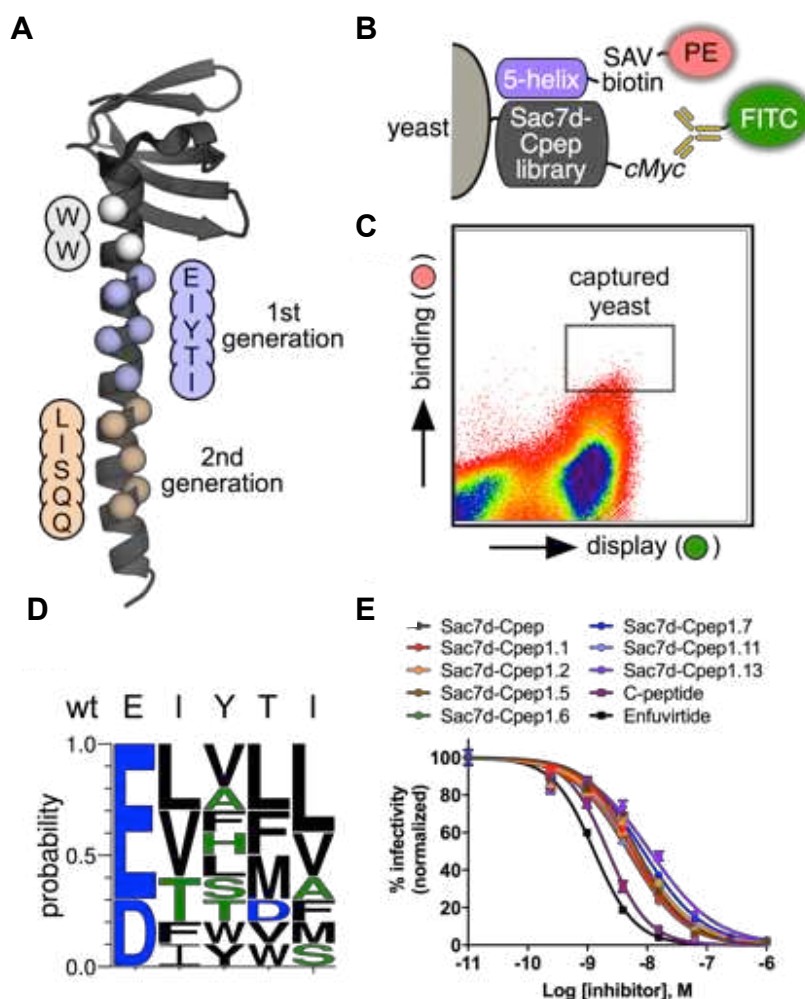 A
W
W
E
I
Y
T
I
1st
generation
L
I
S
Q
Q
2nd
generation
B
yeast
5-helix
SAV
biotin
PE
Sac7d-
Cpep
library
cMyc
FITC
C
binding ( )
captured
yeast
display ( )
D
wt E I Y T I
probability
1.0
0.5
0.0
E
D
L
V
T
F
I
V
A
F
H
L
S
T
W
Y
L
F
M
D
V
W
L
V
A
F
M
S
E
Sac7d-Cpep
Sac7d-Cpep1.1
Sac7d-Cpep1.2
Sac7d-Cpep1.5
Sac7d-Cpep1.6
Sac7d-Cpep1.7
Sac7d-Cpep1.11
Sac7d-Cpep1.13
C-peptide
Enfuvirtide
% infectivity
(normalized)
100
80
60
40
20
0
-11 -10 -9 -8 -7 -6
Log [inhibitor], M